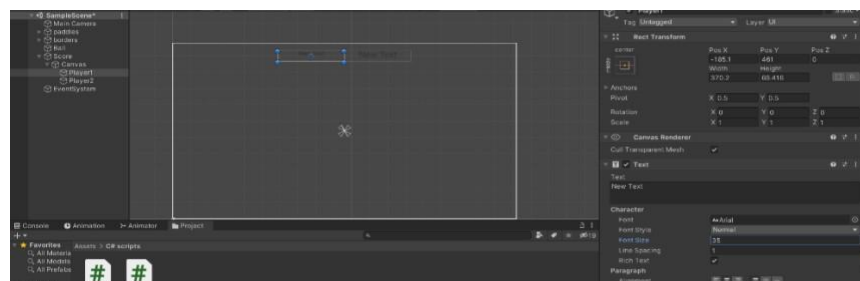 SampleScene*
Main Camera
paddles
borders
Ball
Score
Canvas
Player1
Player2
EventSystem
Console
Animation
Animator
Project
Favorites
All Materia
All Models
All Prefabs
Assets > C# scripts
#
#
Player1
Tag Untagged
Layer UI
Rect Transform
center
Pos X Pos Y Pos Z
-185.1 461 0
Width Height
370.2 68.416
Anchors
Pivot X 0.5 Y 0.5
Rotation X 0 Y 0 Z 0
Scale X 1 Y 1 Z 1
Canvas Renderer
Cull Transparent Mesh
Text
Text
New Text
Character
Font Arial
Font Style Normal
Font Size 35
Line Spacing 1
Rich Text
Paragraph
Alignment